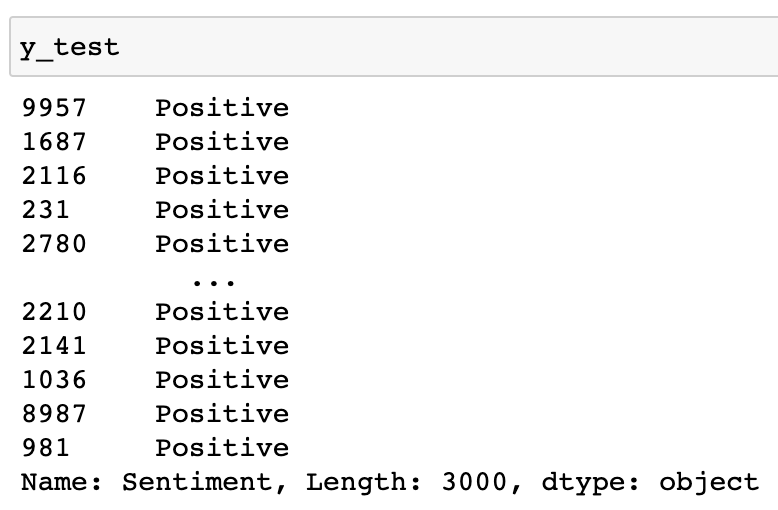 y_test
9957    Positive
1687    Positive
2116    Positive
231     Positive
2780    Positive
          ...
2210    Positive
2141    Positive
1036    Positive
8987    Positive
981     Positive
Name: Sentiment, Length: 3000, dtype: object